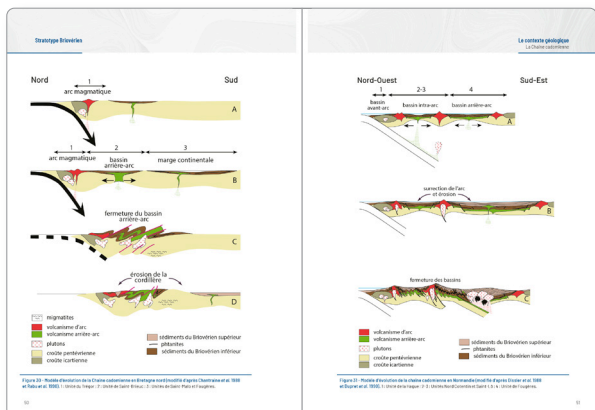 Stratotype Briovérien
Nord
Sud
1
arc magmatique
A
1
2
3
arc magmatique
bassin
arrière-arc
marge continentale
B
fermeture du bassin
arrière-arc
C
érosion de la
cordillère
D
migmatites
volcanisme d'arc
volcanisme arrière-arc
plutons
croûte pentévrienne
croûte icartienne
sédiments du Briovérien supérieur
phtanites
sédiments du Briovérien inférieur
Le contexte géologique
La Chaîne cadomienne
Nord-Ouest
Sud-Est
1
2-3
4
bassin
avant-arc
bassin intra-arc
bassin arrière-arc
A
surrection de l'arc
et érosion
B
fermeture des bassins
C
volcanisme d'arc
volcanisme arrière-arc
plutons
croûte pentévrienne
croûte icartienne
sédiments du Briovérien supérieur
phtanites
sédiments du Briovérien inférieur